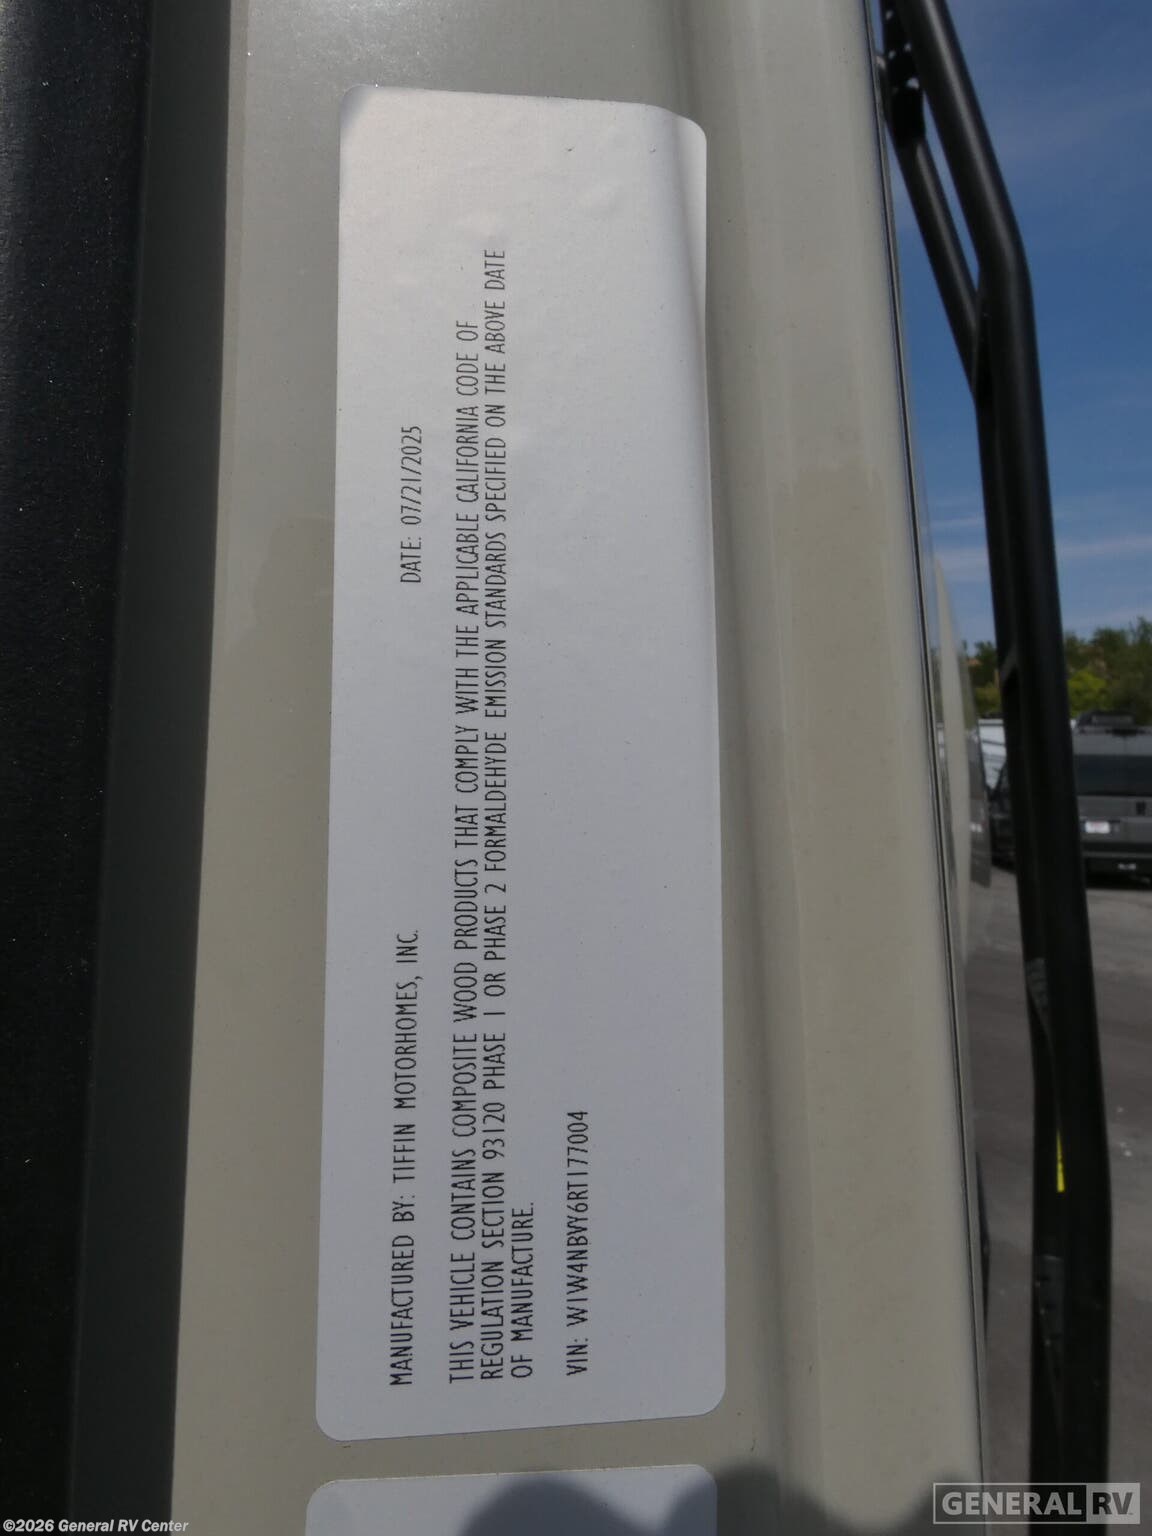 MANUFACTURED BY: TIFFIN MOTORHOMES, INC. DATE: 07/21/2025
THIS VEHICLE CONTAINS COMPOSITE WOOD PRODUCTS THAT COMPLY WITH THE APPLICABLE CALIFORNIA CODE OF
REGULATION SECTION 93120 PHASE 1 OR PHASE 2 FORMALDEHYDE EMISSION STANDARDS SPECIFIED ON THE ABOVE DATE
OF MANUFACTURE.
VIN: W1W4NBVY6RT177004
GENERAL RV
©2026 General RV Center